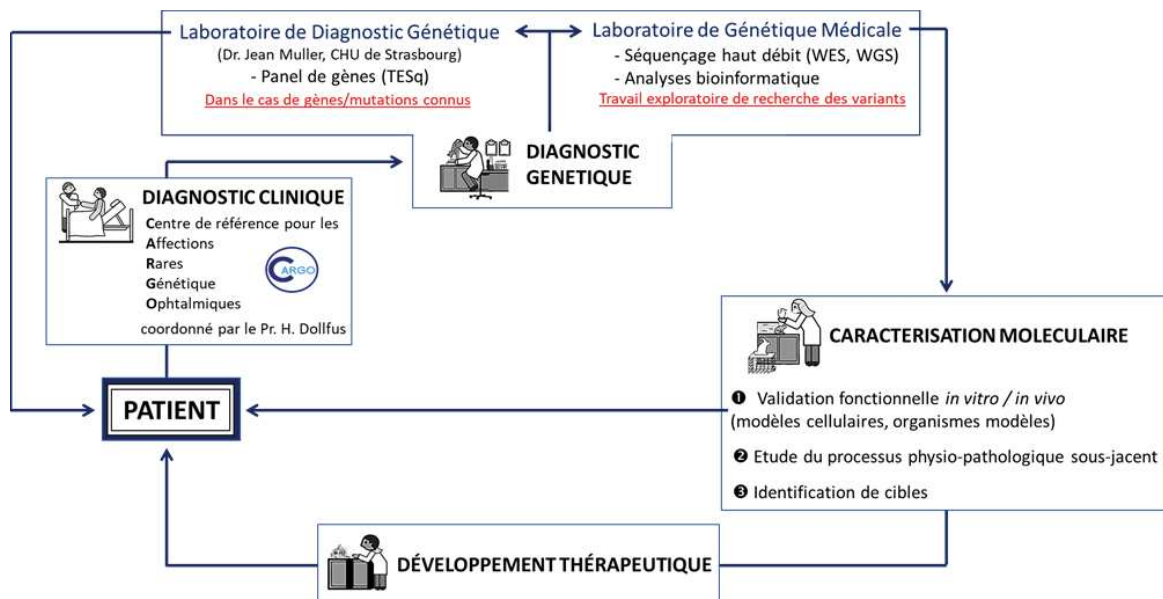 Laboratoire de Diagnostic Génétique
(Dr. Jean Muller, CHU de Strasbourg)
- Panel de gènes (TESq)
Dans le cas de gènes/mutations connus
Laboratoire de Génétique Médicale
- Séquençage haut débit (WES, WGS)
- Analyses bioinformatique
Travail exploratoire de recherche des variants
DIAGNOSTIC
GENETIQUE
DIAGNOSTIC CLINIQUE
Centre de référence pour les
Affections
Rares
Génétique
Ophtalmiques
CARGO
coordonné par le Pr. H. Dollfus
PATIENT
CARACTERISATION MOLECULAIRE
❶ Validation fonctionnelle in vitro / in vivo
(modèles cellulaires, organismes modèles)
❷ Etude du processus physio-pathologique sous-jacent
❸ Identification de cibles
DÉVELOPPEMENT THÉRAPEUTIQUE